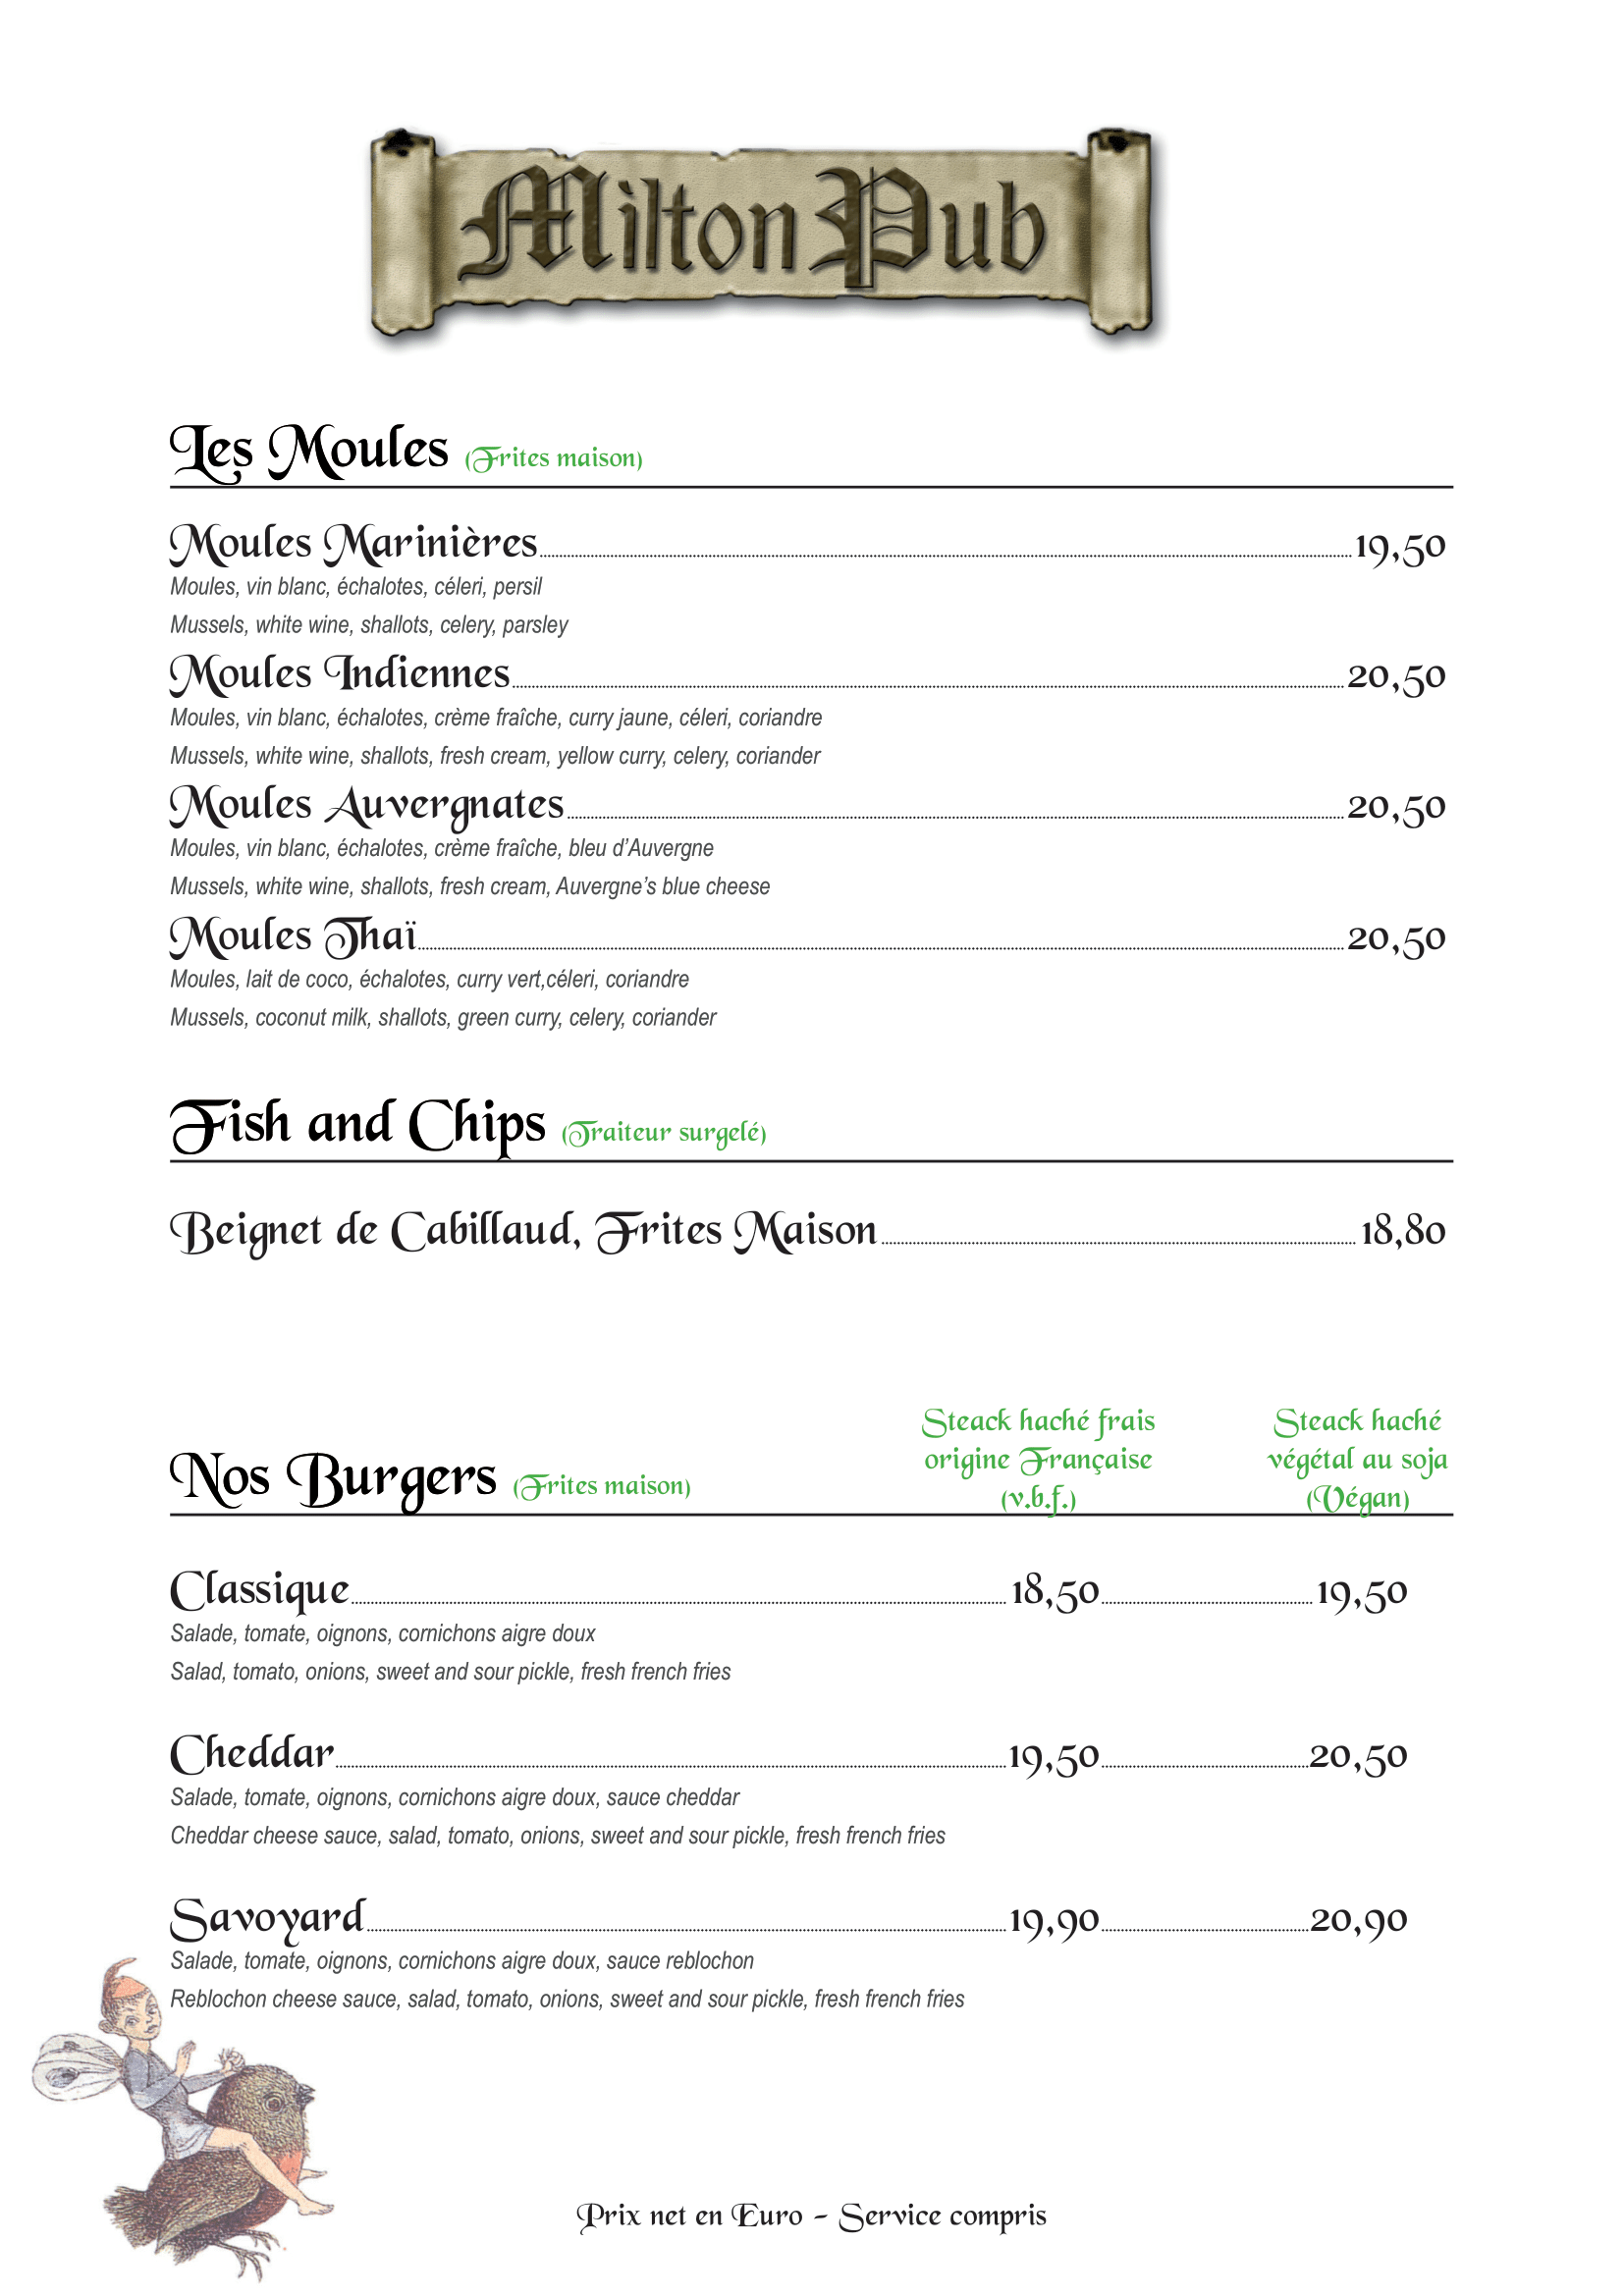 Milton Pub
Les Moules (Frites maison)
Moules Marinières 19,50
Moules, vin blanc, échalotes, céleri, persil
Mussels, white wine, shallots, celery, parsley
Moules Indiennes 20,50
Moules, vin blanc, échalotes, crème fraîche, curry jaune, céleri, coriandre
Mussels, white wine, shallots, fresh cream, yellow curry, celery, coriander
Moules Auvergnates 20,50
Moules, vin blanc, échalotes, crème fraîche, bleu d’Auvergne
Mussels, white wine, shallots, fresh cream, Auvergne’s blue cheese
Moules Thaï 20,50
Moules, lait de coco, échalotes, curry vert,céleri, coriandre
Mussels, coconut milk, shallots, green curry, celery, coriander
Fish and Chips (Traiteur surgelé)
Beignet de Cabillaud, Frites Maison 18,80
Steack haché frais
origine Française
(v.b.f.)
Steack haché
végétal au soja
(Végan)
Nos Burgers (Frites maison)
Classique 18,50 19,50
Salade, tomate, oignons, cornichons aigre doux
Salad, tomato, onions, sweet and sour pickle, fresh french fries
Cheddar 19,50 20,50
Salade, tomate, oignons, cornichons aigre doux, sauce cheddar
Cheddar cheese sauce, salad, tomato, onions, sweet and sour pickle, fresh french fries
Savoyard 19,90 20,90
Salade, tomate, oignons, cornichons aigre doux, sauce reblochon
Reblochon cheese sauce, salad, tomato, onions, sweet and sour pickle, fresh french fries
Prix net en Euro - Service compris